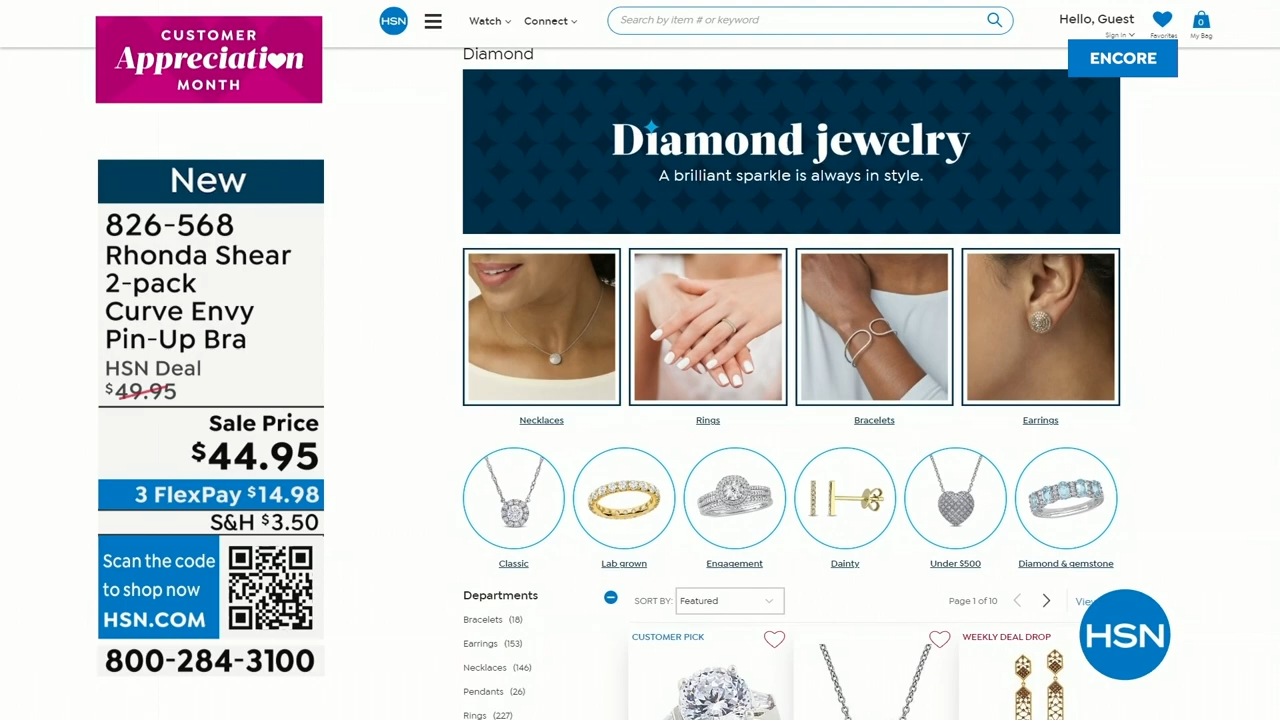 CUSTOMER
Appreciation
MONTH
New
826-568
Rhonda Shear
2-pack
Curve Envy
Pin-Up Bra
HSN Deal
$49.95
Sale Price
$44.95
3 FlexPay $14.98
S&H $3.50
Scan the code
to shop now
HSN.COM
800-284-3100
HSN
Watch
Connect
Search by item # or keyword
Hello, Guest
Sign In
Favorites
0
My Bag
ENCORE
Diamond
Diamond jewelry
A brilliant sparkle is always in style.
Necklaces
Rings
Bracelets
Earrings
Classic
Lab grown
Engagement
Dainty
Under $500
Diamond & gemstone
Departments
Bracelets (18)
Earrings (153)
Necklaces (146)
Pendants (26)
Rings (227)
SORT BY: Featured
Page 1 of 10
CUSTOMER PICK
WEEKLY DEAL DROP
HSN